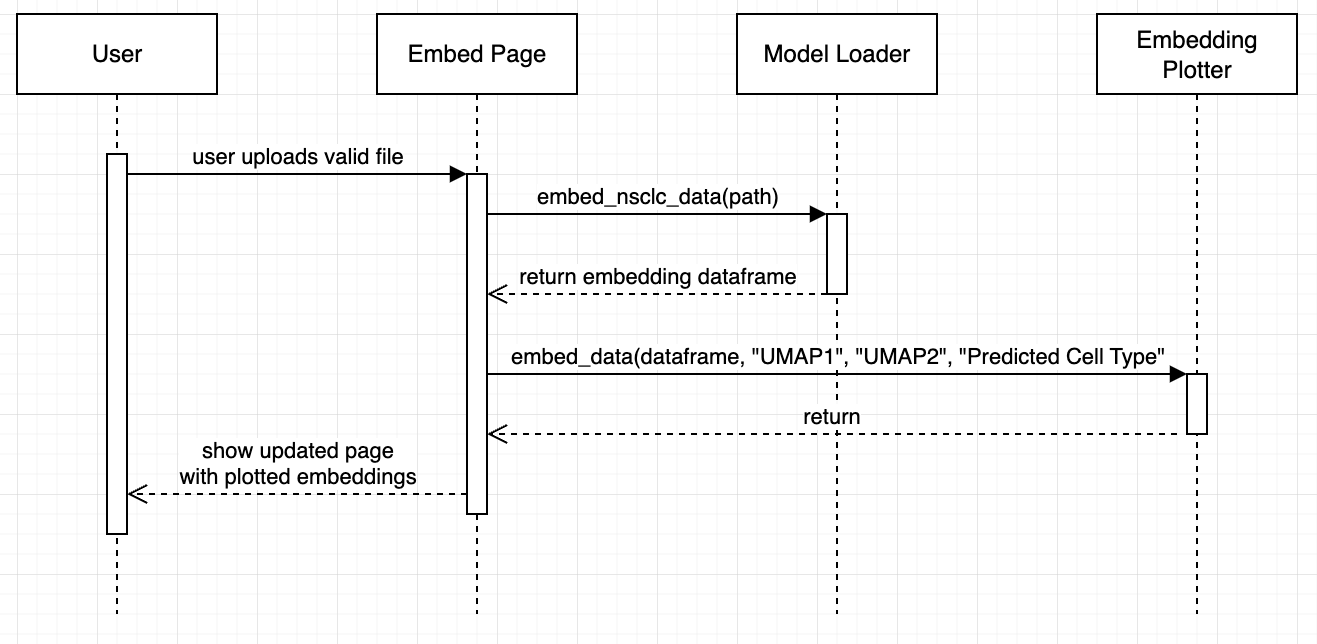 User
Embed Page
Model Loader
Embedding
Plotter
user uploads valid file
embed_nsclc_data(path)
return embedding dataframe
embed_data(dataframe, "UMAP1", "UMAP2", "Predicted Cell Type"
return
show updated page
with plotted embeddings